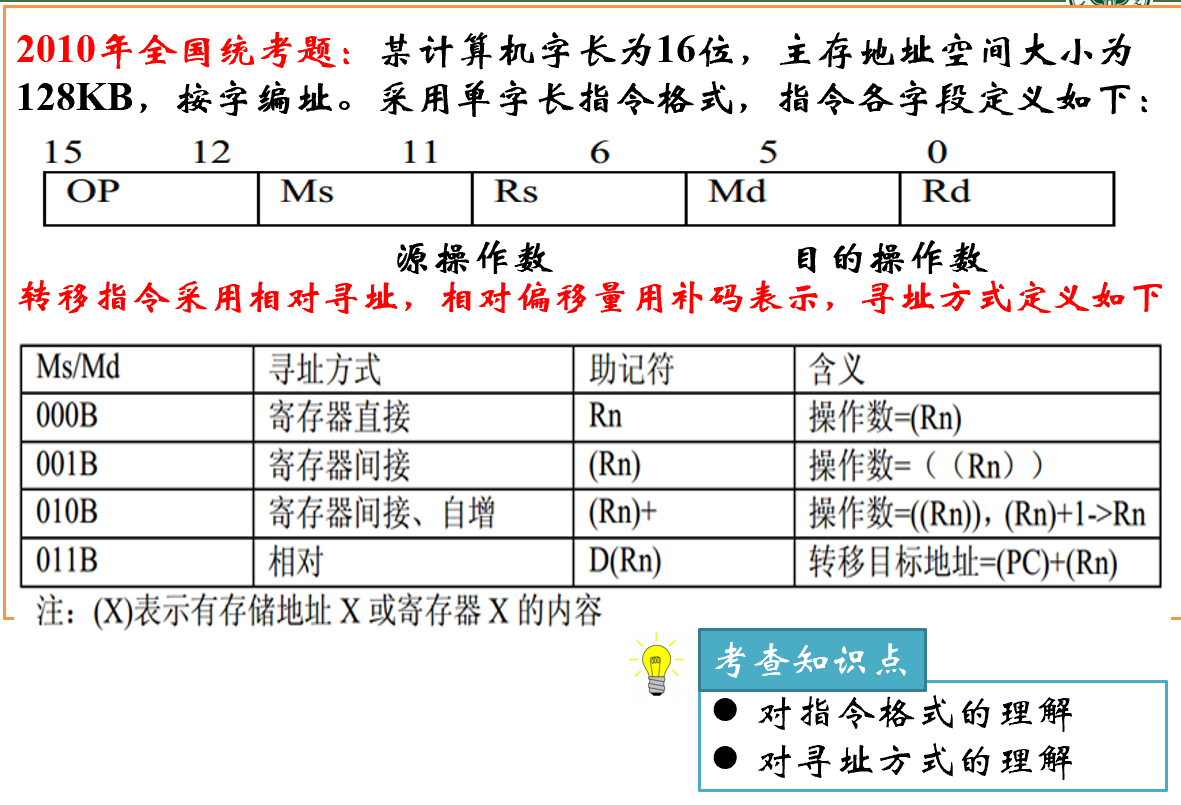 2010年全国统考题：某计算机字长为16位，主存地址空间大小为
128KB，按字编址。采用单字长指令格式，指令各字段定义如下：
15 12 11 6 5 0
OP Ms Rs Md Rd
源操作数 目的操作数
转移指令采用相对寻址，相对偏移量用补码表示，寻址方式定义如下
Ms/Md 寻址方式 助记符 含义
000B 寄存器直接 Rn 操作数=(Rn)
001B 寄存器间接 (Rn) 操作数=（（Rn））
010B 寄存器间接、自增 (Rn)+ 操作数=((Rn))，(Rn)+1->Rn
011B 相对 D(Rn) 转移目标地址=(PC)+(Rn)
注：(X)表示有存储地址 X 或寄存器 X 的内容
考查知识点
● 对指令格式的理解
● 对寻址方式的理解